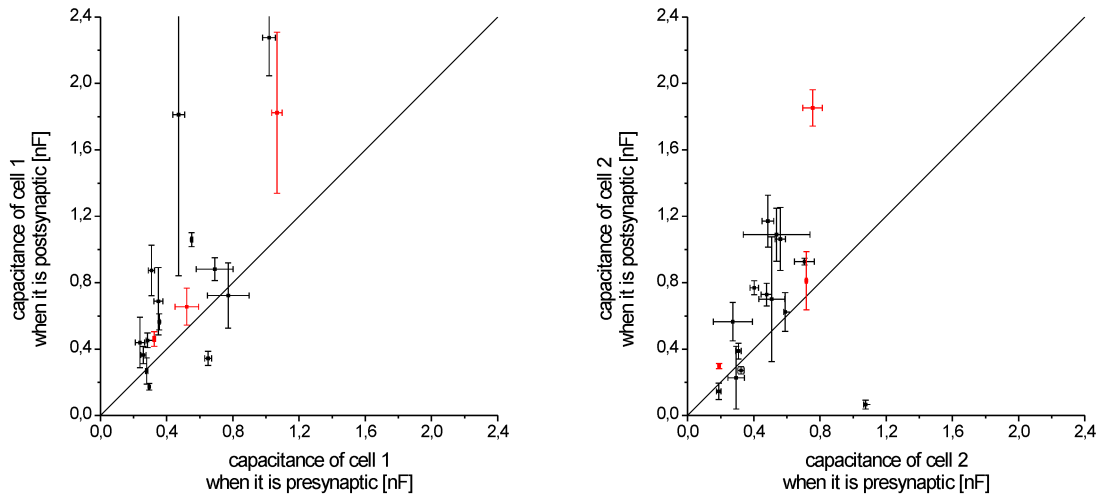 2,4
2,0
1,6
1,2
0,8
0,4
0,0
capacitance of cell 1
when it is postsynaptic [nF]
0,0 0,4 0,8 1,2 1,6 2,0 2,4
capacitance of cell 1
when it is presynaptic [nF]
2,4
2,0
1,6
1,2
0,8
0,4
0,0
capacitance of cell 2
when it is postsynaptic [nF]
0,0 0,4 0,8 1,2 1,6 2,0 2,4
capacitance of cell 2
when it is presynaptic [nF]